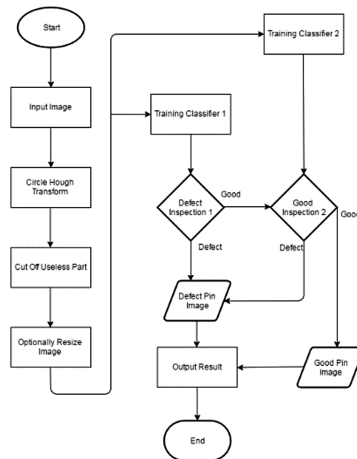 Start
Training Classifier 2
Input Image
Training Classifier 1
Circle Hough
Transform
Defect
Inspection 1
Good
Good
Inspection 2
Good
Cut Off Useless Part
Defect
Defect
Defect Pin
Image
Optionally Resize
Image
Output Result
Good Pin
Image
End